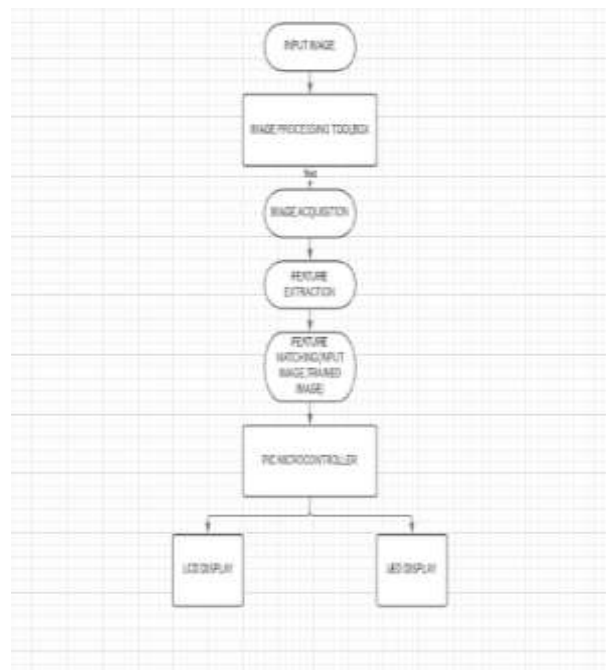 INPUT IMAGE
IMAGE PROCESSING TOOLBOX
IMAGE ACQUISITION
FEATURE
EXTRACTION
FEATURE
MATCHING(INPUT
IMAGE,TRAINED
IMAGE)
PIC MICROCONTROLLER
LCD DISPLAY
LED DISPLAY